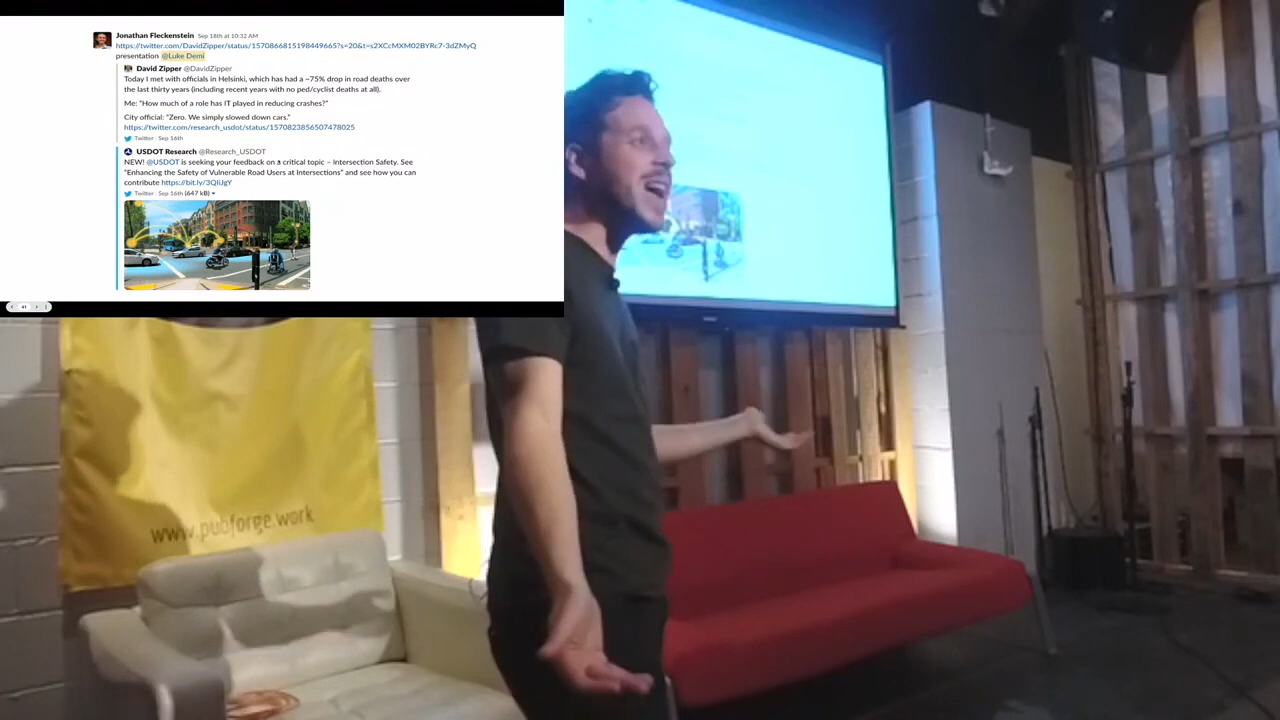 Jonathan Fleckenstein Sep 18th at 10:32 AM
https://twitter.com/DavidZipper/status/1570866815198449665?s=20&t=s2XCcMXM02BYRc7-3dZMyQ
presentation @Luke Demi
David Zipper @DavidZipper
Today I met with officials in Helsinki, which has had a ~75% drop in road deaths over
the last thirty years (including recent years with no ped/cyclist deaths at all).
Me: "How much of a role has IT played in reducing crashes?"
City official: "Zero. We simply slowed down cars."
https://twitter.com/research_usdot/status/1570823856507478025
Twitter · Sep 16th
USDOT Research @Research_USDOT
NEW! @USDOT is seeking your feedback on a critical topic – Intersection Safety. See
"Enhancing the Safety of Vulnerable Road Users at Intersections" and see how you can
contribute https://bit.ly/3QIiJgY
Twitter · Sep 16th (647 kB)
41
www.pubforge.work